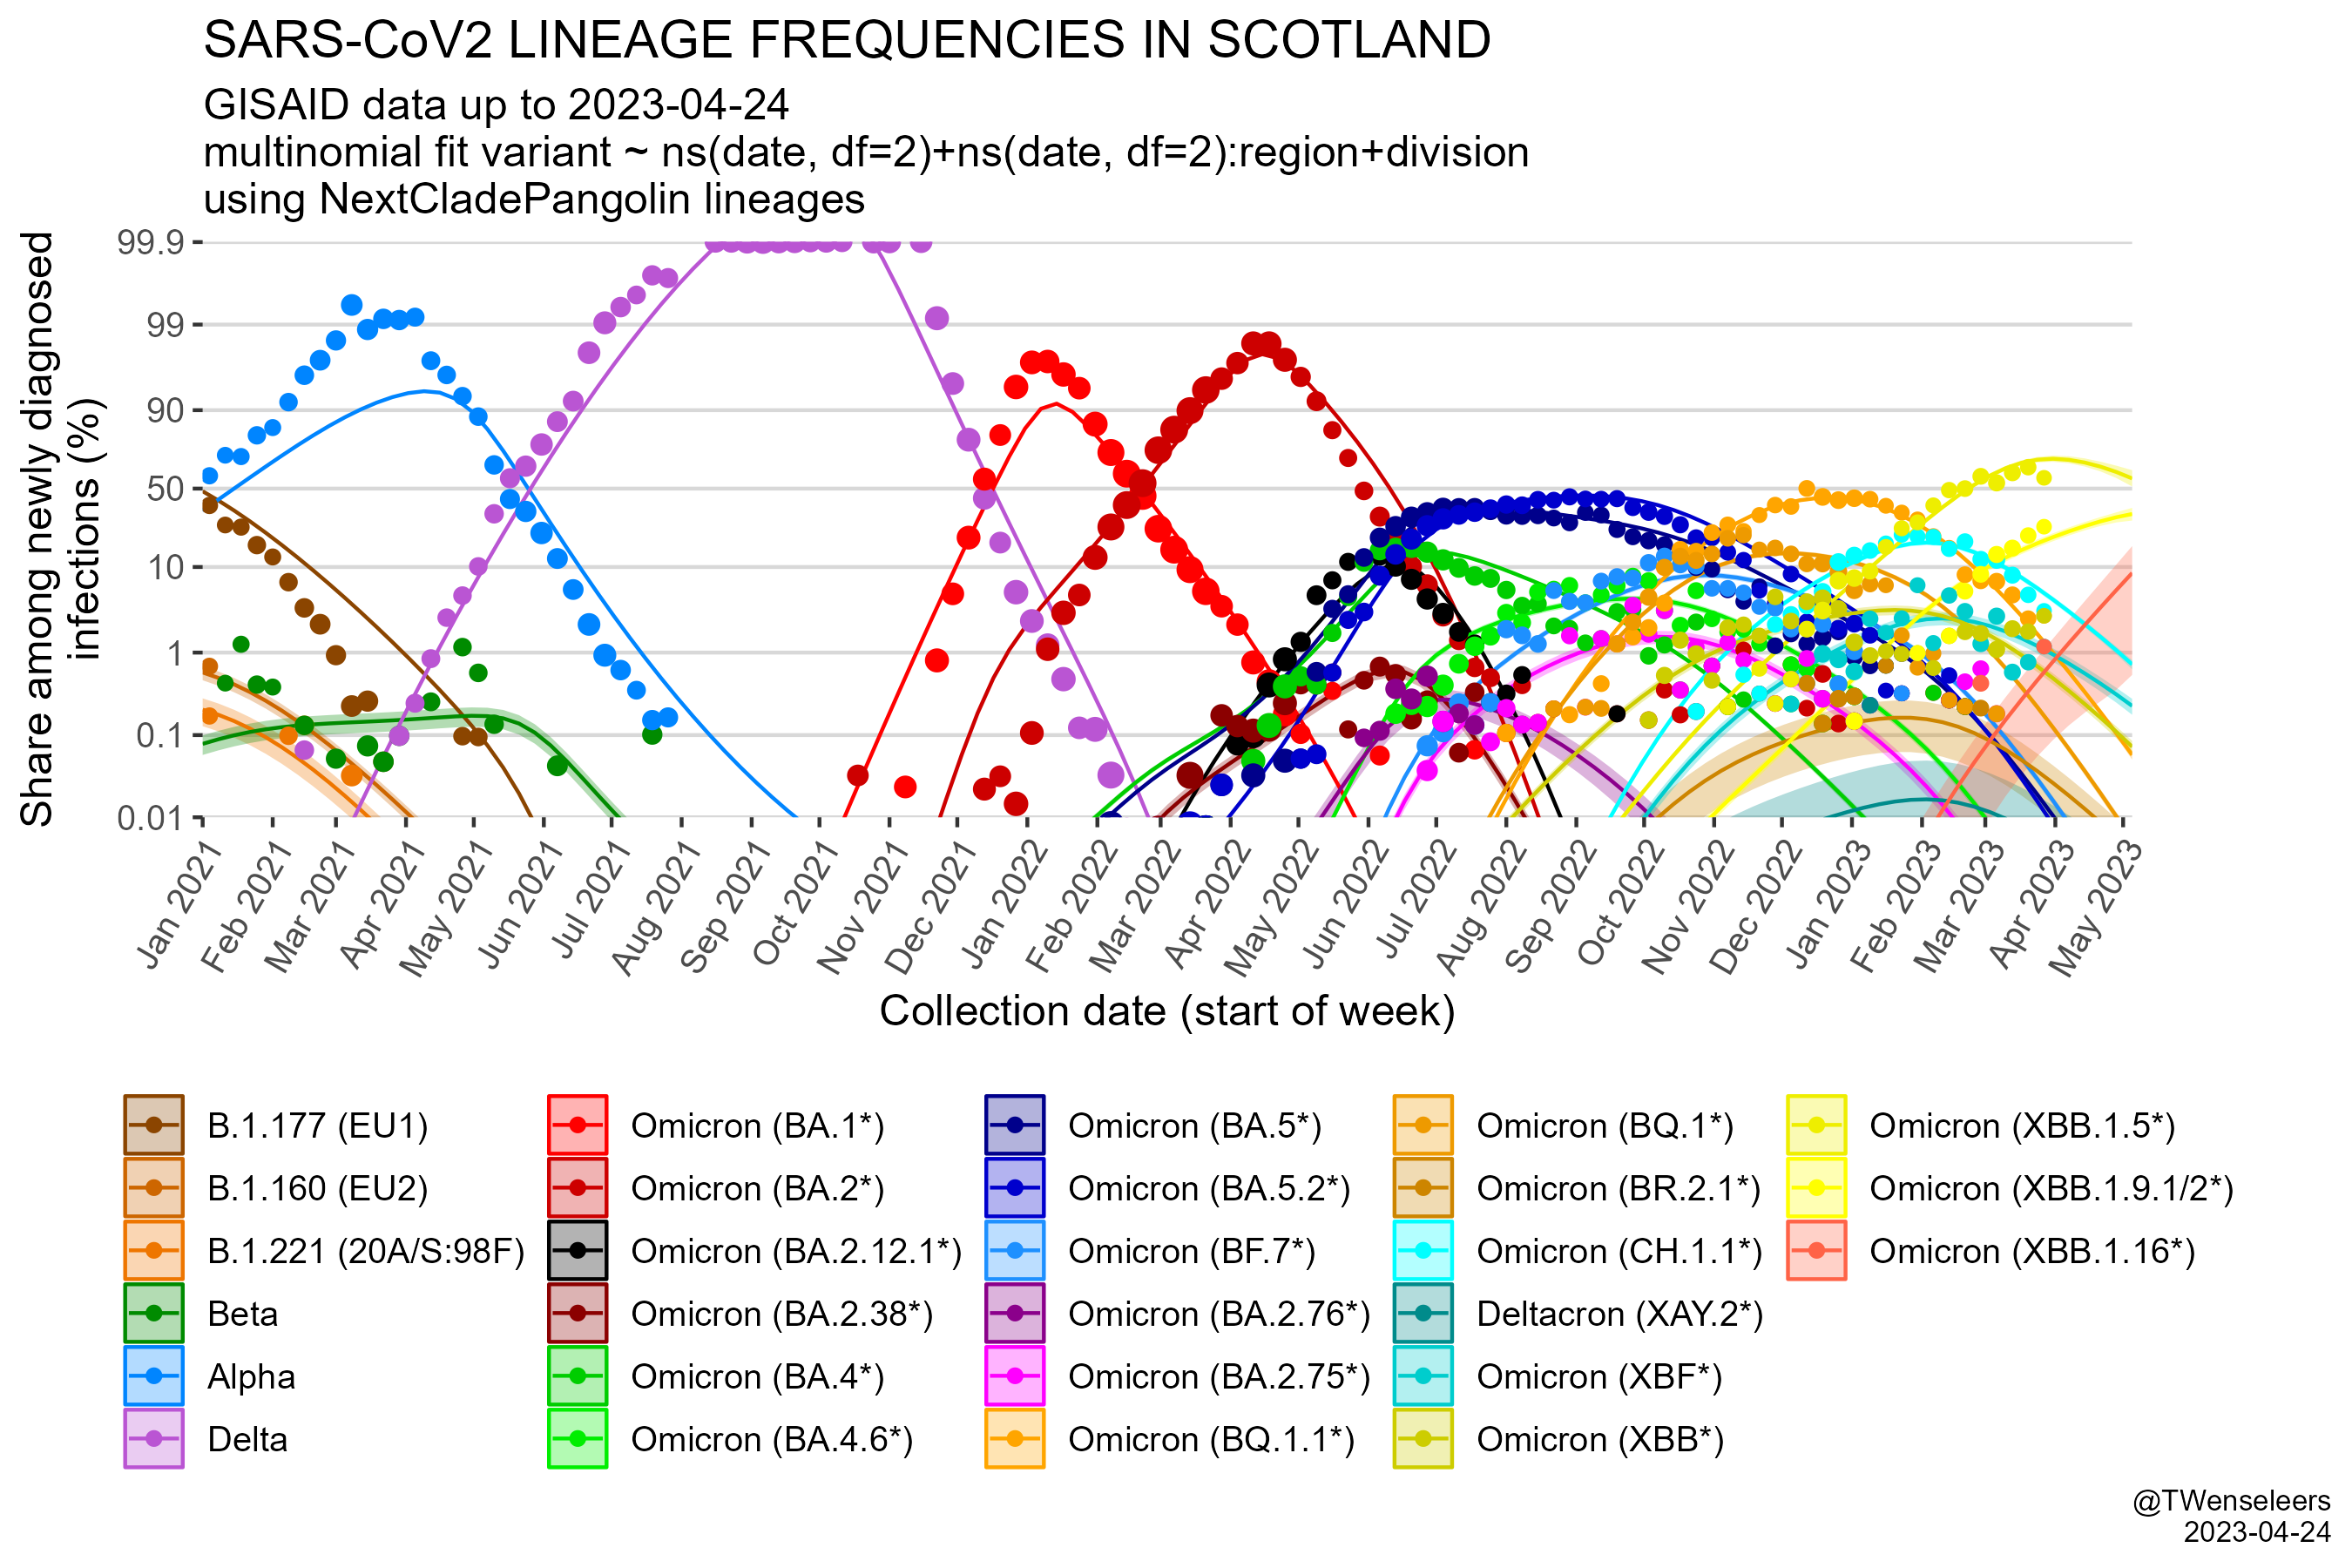 SARS-CoV2 LINEAGE FREQUENCIES IN SCOTLAND
GISAID data up to 2023-04-24
multinomial fit variant ~ ns(date, df=2)+ns(date, df=2):region+division
using NextCladePangolin lineages
Share among newly diagnosed
infections (%)
99.9
99
90
50
10
1
0.1
0.01
Jan 2021
Feb 2021
Mar 2021
Apr 2021
May 2021
Jun 2021
Jul 2021
Aug 2021
Sep 2021
Oct 2021
Nov 2021
Dec 2021
Jan 2022
Feb 2022
Mar 2022
Apr 2022
May 2022
Jun 2022
Jul 2022
Aug 2022
Sep 2022
Oct 2022
Nov 2022
Dec 2022
Jan 2023
Feb 2023
Mar 2023
Apr 2023
May 2023
Collection date (start of week)
B.1.177 (EU1)
B.1.160 (EU2)
B.1.221 (20A/S:98F)
Beta
Alpha
Delta
Omicron (BA.1*)
Omicron (BA.2*)
Omicron (BA.2.12.1*)
Omicron (BA.2.38*)
Omicron (BA.4*)
Omicron (BA.4.6*)
Omicron (BA.5*)
Omicron (BA.5.2*)
Omicron (BF.7*)
Omicron (BA.2.76*)
Omicron (BA.2.75*)
Omicron (BQ.1.1*)
Omicron (BQ.1*)
Omicron (BR.2.1*)
Omicron (CH.1.1*)
Deltacron (XAY.2*)
Omicron (XBF*)
Omicron (XBB*)
Omicron (XBB.1.5*)
Omicron (XBB.1.9.1/2*)
Omicron (XBB.1.16*)
@TWenseleers
2023-04-24